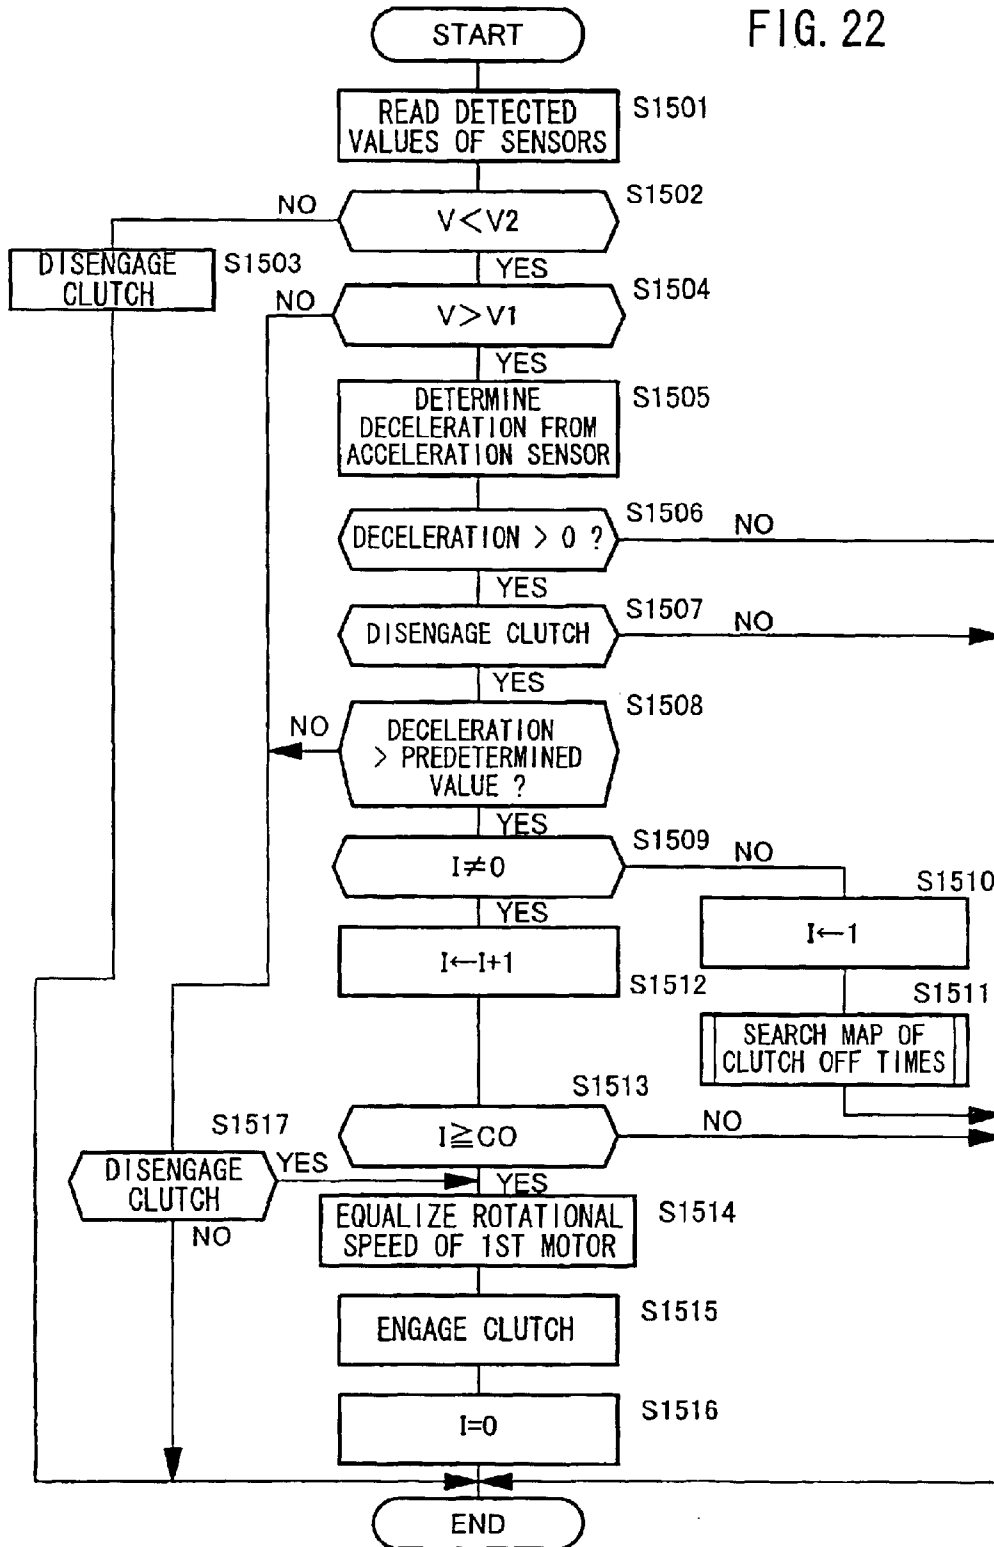 FIG. 22
START
READ DETECTED
VALUES OF SENSORS
S1501
V<V2
S1502
NO
YES
DISENGAGE
CLUTCH
S1503
V>V1
S1504
NO
YES
DETERMINE
DECELERATION FROM
ACCELERATION SENSOR
S1505
DECELERATION > 0 ?
S1506
NO
YES
DISENGAGE CLUTCH
S1507
NO
YES
DECELERATION
> PREDETERMINED
VALUE ?
S1508
NO
YES
I≠0
S1509
NO
YES
I←1
S1510
SEARCH MAP OF
CLUTCH OFF TIMES
S1511
I←I+1
S1512
I≧CO
S1513
NO
YES
DISENGAGE
CLUTCH
S1517
YES
NO
EQUALIZE ROTATIONAL
SPEED OF 1ST MOTOR
S1514
ENGAGE CLUTCH
S1515
I=0
S1516
END